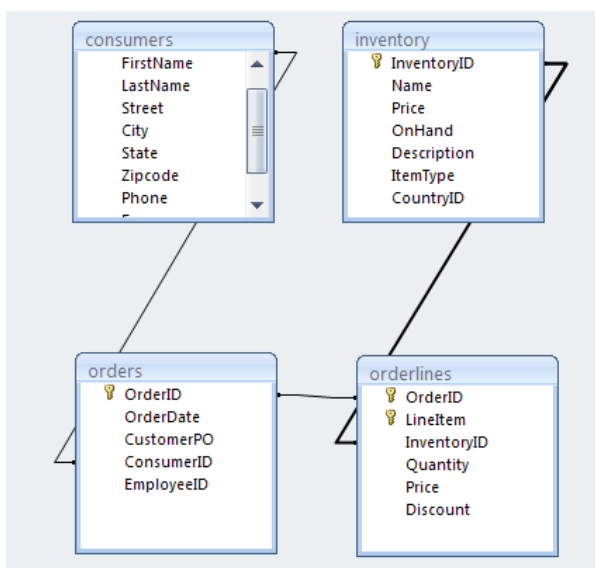 consumers
FirstName
LastName
Street
City
State
Zipcode
Phone
inventory
InventoryID
Name
Price
OnHand
Description
ItemType
CountryID
orders
OrderID
OrderDate
CustomerPO
ConsumerID
EmployeeID
orderlines
OrderID
LineItem
InventoryID
Quantity
Price
Discount